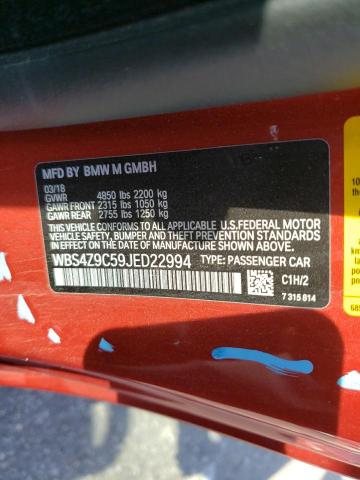 MFD BY BMW M GMBH
03/18
GVWR 4850 lbs 2200 kg
GAWR FRONT 2315 lbs 1050 kg
GAWR REAR 2755 lbs 1250 kg
THIS VEHICLE CONFORMS TO ALL APPLICABLE U.S.FEDERAL MOTOR
VEHICLE SAFETY, BUMPER, AND THEFT PREVENTION STANDARDS
IN EFFECT ON THE DATE OF MANUFACTURE SHOWN ABOVE.
WBS4Z9C59JED22994 TYPE: PASSENGER CAR
C1H/2
7 315 814